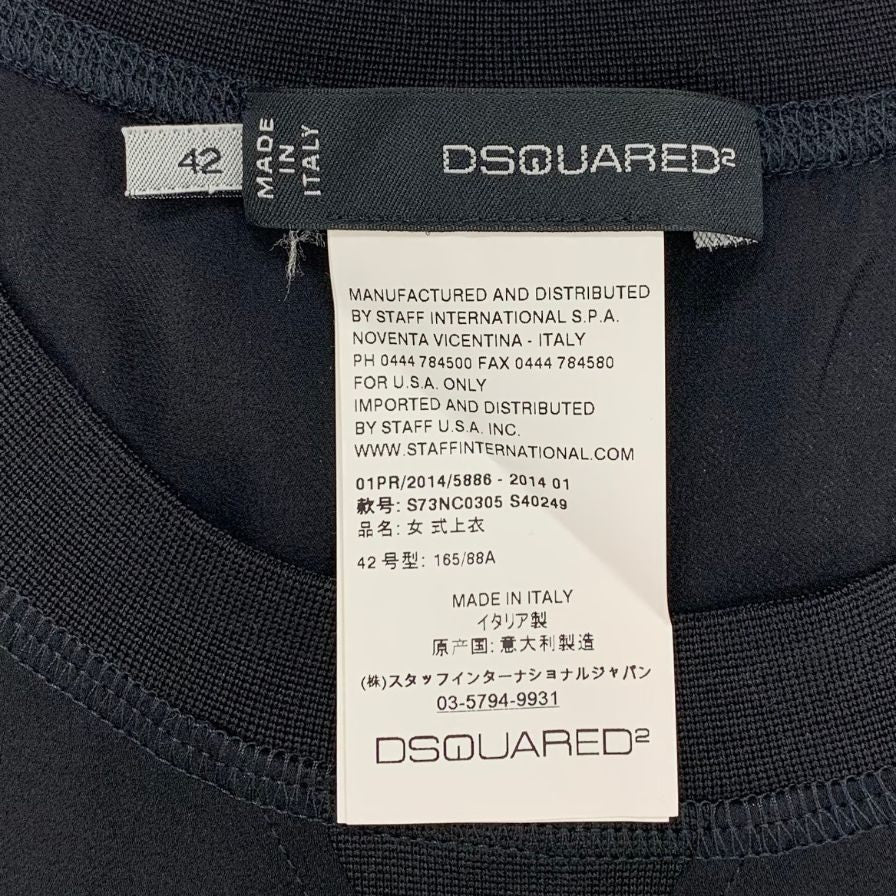 42
MADE
IN
ITALY
DSQUARED²
MANUFACTURED AND DISTRIBUTED
BY STAFF INTERNATIONAL S.P.A.
NOVENTA VICENTINA - ITALY
PH 0444 784500 FAX 0444 784580
FOR U.S.A. ONLY
IMPORTED AND DISTRIBUTED
BY STAFF U.S.A. INC.
WWW.STAFFINTERNATIONAL.COM
01PR/2014/5886 - 2014 01
款号: S73NC0305 S40249
品名: 女 式上衣
42 号型: 165/88A
MADE IN ITALY
イタリア製
原产国: 意大利製造
(株)スタッフインターナショナルジャパン
03-5794-9931
DSQUARED²